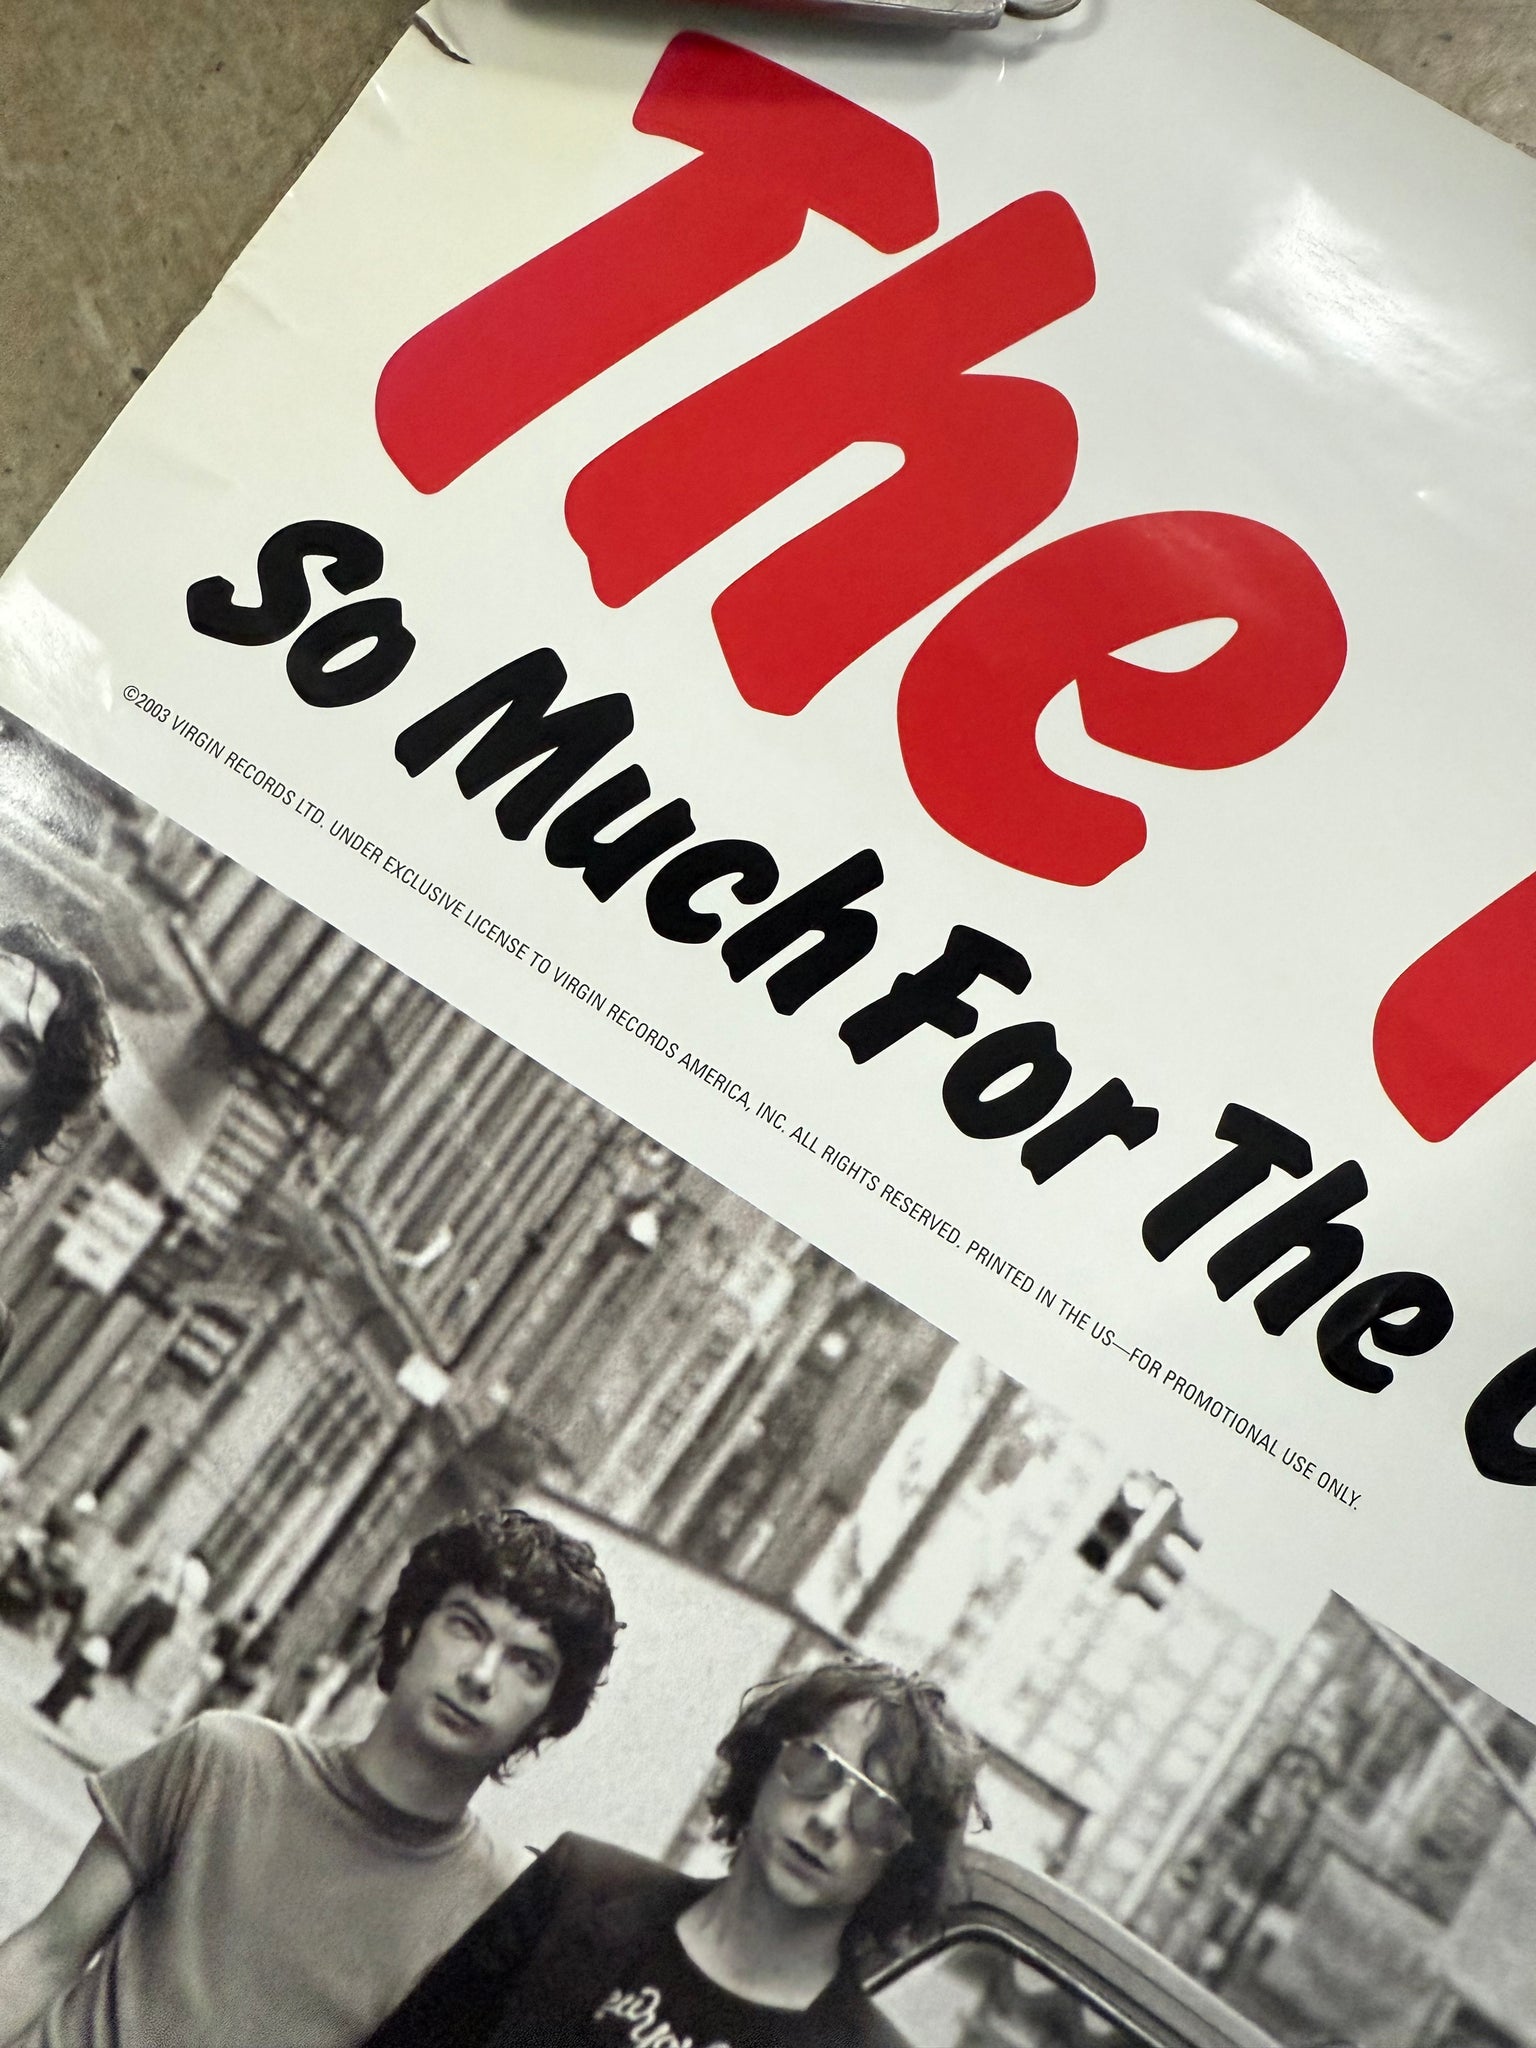 The
So Much For The
©2003 VIRGIN RECORDS LTD. UNDER EXCLUSIVE LICENSE TO VIRGIN RECORDS AMERICA, INC. ALL RIGHTS RESERVED. PRINTED IN THE US—FOR PROMOTIONAL USE ONLY.